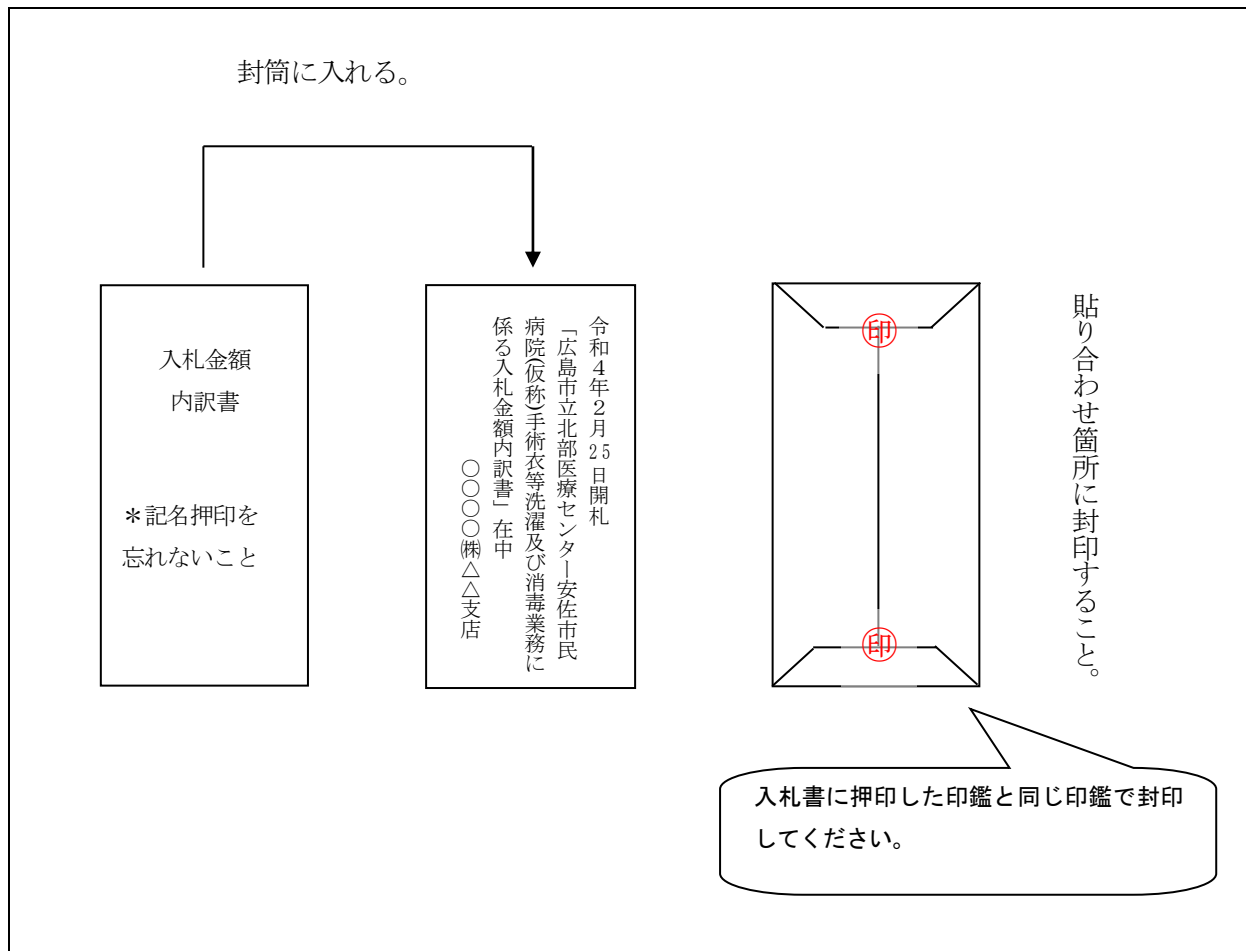 封筒に入れる。
入札金額
内訳書
＊記名押印を
忘れないこと
令和４年２月25日開札
「広島市立北部医療センター安佐市民
病院(仮称)手術衣等洗濯及び消毒業務に
係る入札金額内訳書」在中
○○○○㈱△△支店
印
印
貼り合わせ箇所に封印すること。
入札書に押印した印鑑と同じ印鑑で封印
してください。